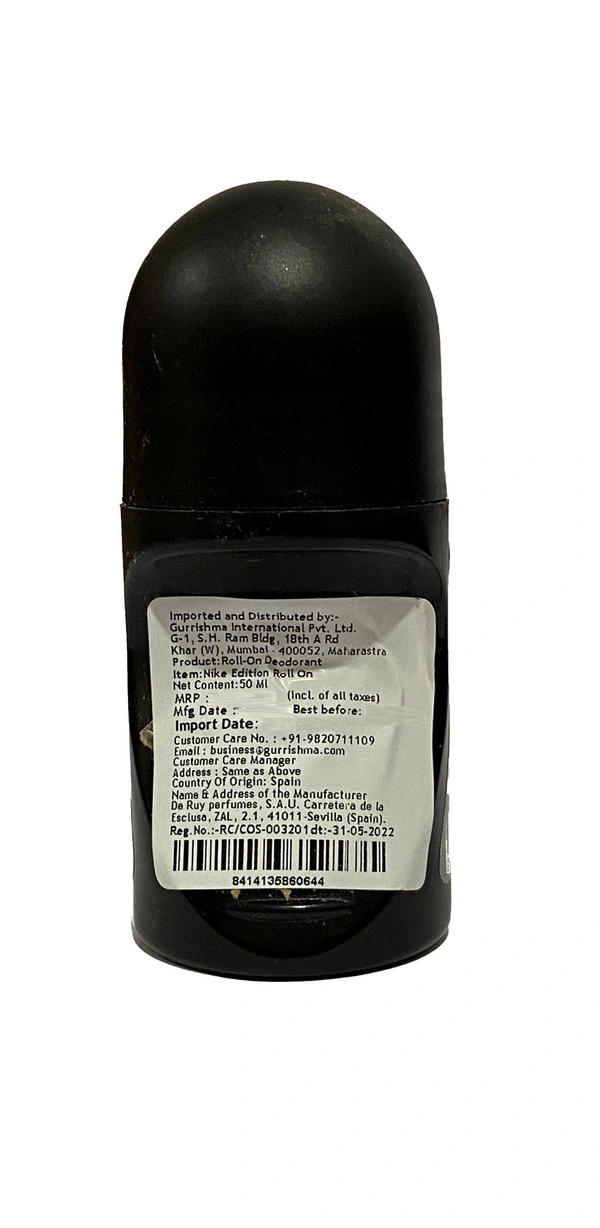 Imported and Distributed by:-
Gurrishma International Pvt. Ltd.
G-1, S.H. Ram Bldg, 18th A Rd
Khar (W), Mumbai - 400052, Maharastra
Product:Roll-On Deodorant
Item:Nike Edition Roll On
Net Content:50 Ml
MRP : (Incl. of all taxes)
Mfg Date : Best before:
Import Date:
Customer Care No. : +91-9820711109
Email : business@gurrishma.com
Customer Care Manager
Address : Same as Above
Country Of Origin: Spain
Name & Address of the Manufacturer
De Ruy perfumes, S.A.U. Carretera de la
Esclusa, ZAL, 2.1, 41011-Sevilla (Spain).
Reg.No.:-RC/COS-003201dt:-31-05-2022
8414135860644